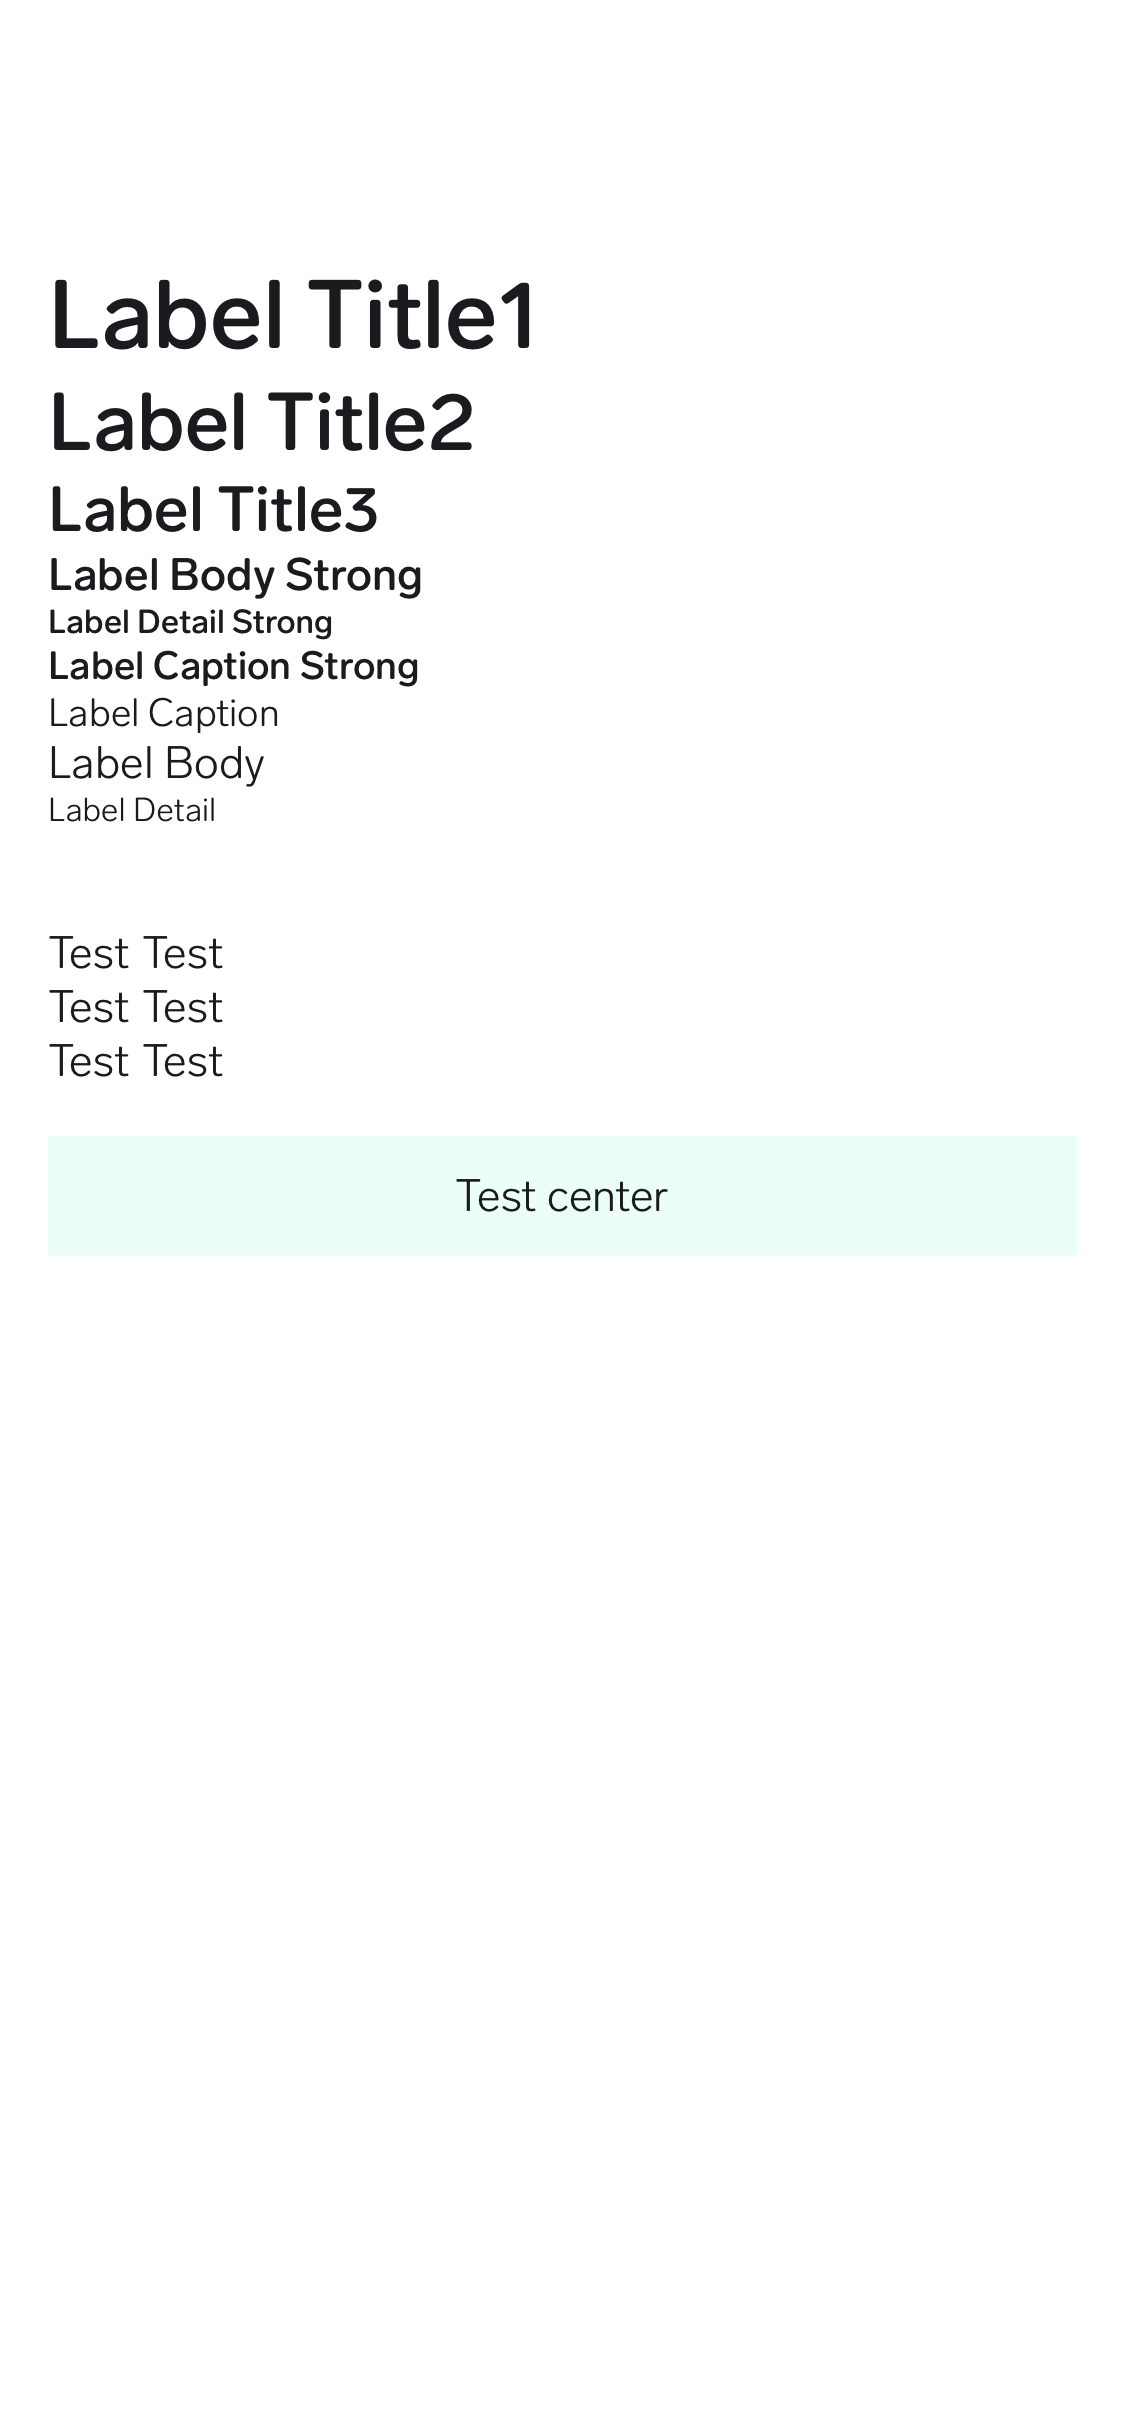 Label Title1
Label Title2
Label Title3
Label Body Strong
Label Detail Strong
Label Caption Strong
Label Caption
Label Body
Label Detail
Test Test
Test Test
Test Test
Test center